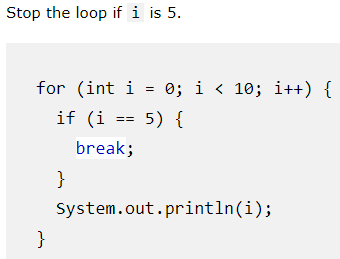 Stop the loop if i is 5.
for (int i = 0; i < 10; i++) {
  if (i == 5) {
    break;
  }
  System.out.println(i);
}